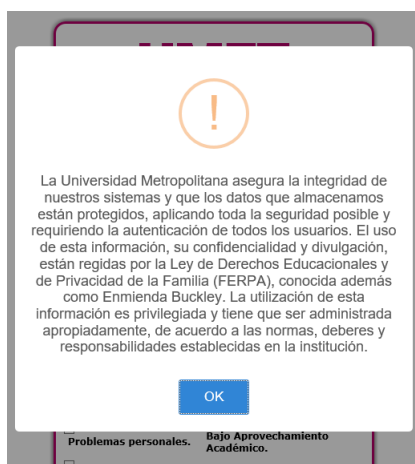 !
La Universidad Metropolitana asegura la integridad de
nuestros sistemas y que los datos que almacenamos
están protegidos, aplicando toda la seguridad posible y
requiriendo la autenticación de todos los usuarios. El uso
de esta información, su confidencialidad y divulgación,
están regidas por la Ley de Derechos Educacionales y
de Privacidad de la Familia (FERPA), conocida además
como Enmienda Buckley. La utilización de esta
información es privilegiada y tiene que ser administrada
apropiadamente, de acuerdo a las normas, deberes y
responsabilidades establecidas en la institución.
OK
Problemas personales.
Bajo Aprovechamiento
Académico.